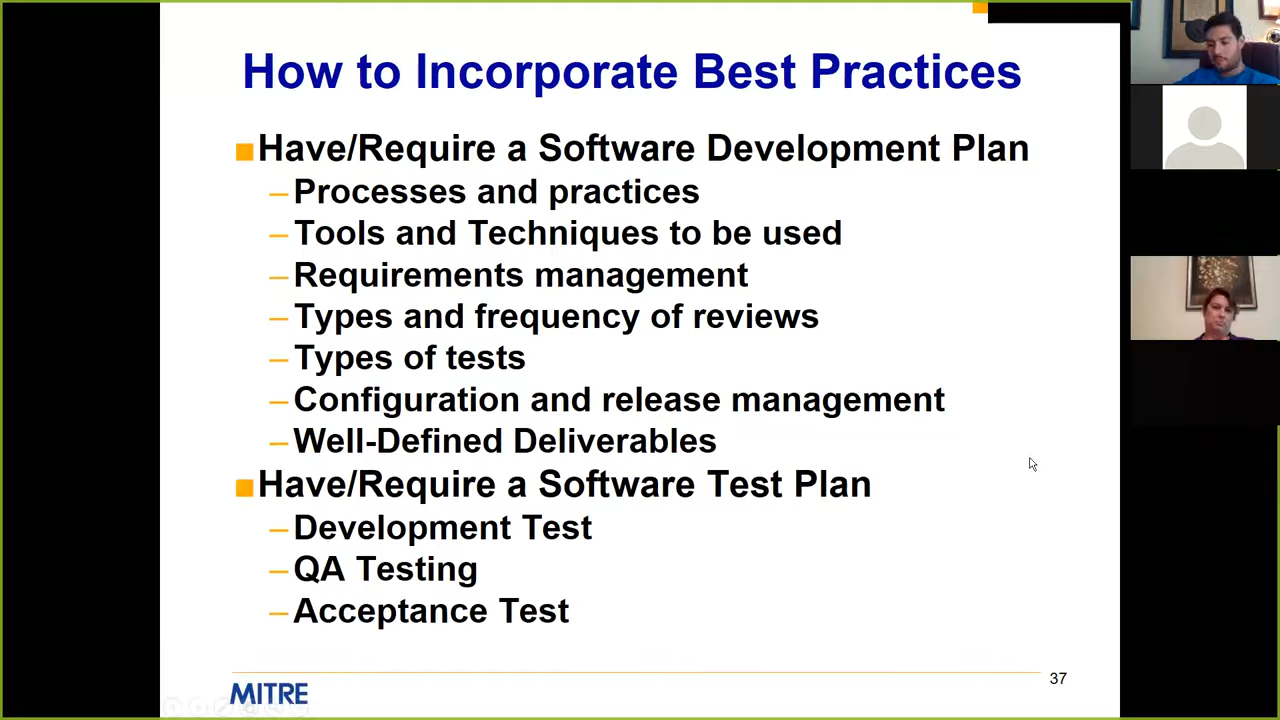 How to Incorporate Best Practices
Have/Require a Software Development Plan
– Processes and practices
– Tools and Techniques to be used
– Requirements management
– Types and frequency of reviews
– Types of tests
– Configuration and release management
– Well-Defined Deliverables
Have/Require a Software Test Plan
– Development Test
– QA Testing
– Acceptance Test
MITRE
37